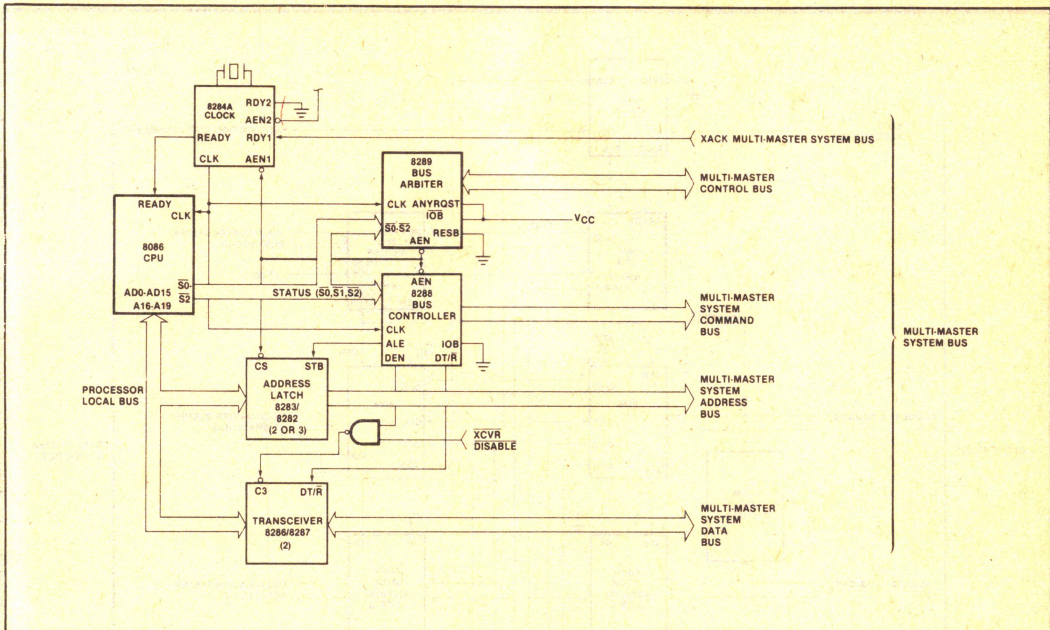 8284A
CLOCK
RDY2
AEN2
READY
RDY1
CLK
AEN1
XACK MULTI-MASTER SYSTEM BUS
8289
BUS
ARBITER
CLK
ANYRQST
IOB
S0-S2
RESB
AEN
MULTI-MASTER
CONTROL BUS
VCC
READY
CLK
8086
CPU
S0-
S2
AD0-AD15
A16-A19
STATUS (S0,S1,S2)
AEN
8288
BUS
CONTROLLER
CLK
ALE
IOB
DEN
DT/R
MULTI-MASTER
SYSTEM
COMMAND
BUS
MULTI-MASTER
SYSTEM BUS
PROCESSOR
LOCAL BUS
CS
STB
ADDRESS
LATCH
8283/
8282
(2 OR 3)
MULTI-MASTER
SYSTEM
ADDRESS
BUS
XCVR
DISABLE
C3
DT/R
TRANSCEIVER
8286/8287
(2)
MULTI-MASTER
SYSTEM
DATA
BUS